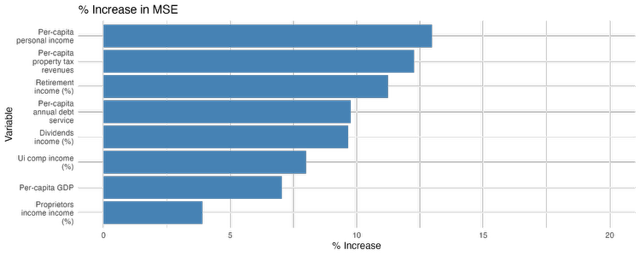 % Increase in MSE
Per-capita
personal income
Per-capita
property tax
revenues
Retirement
income (%)
Per-capita
annual debt
service
Dividends
income (%)
Ui comp income
(%)
Per-capita GDP
Proprietors
income income
(%)
Variable
0 5 10 15 20
% Increase